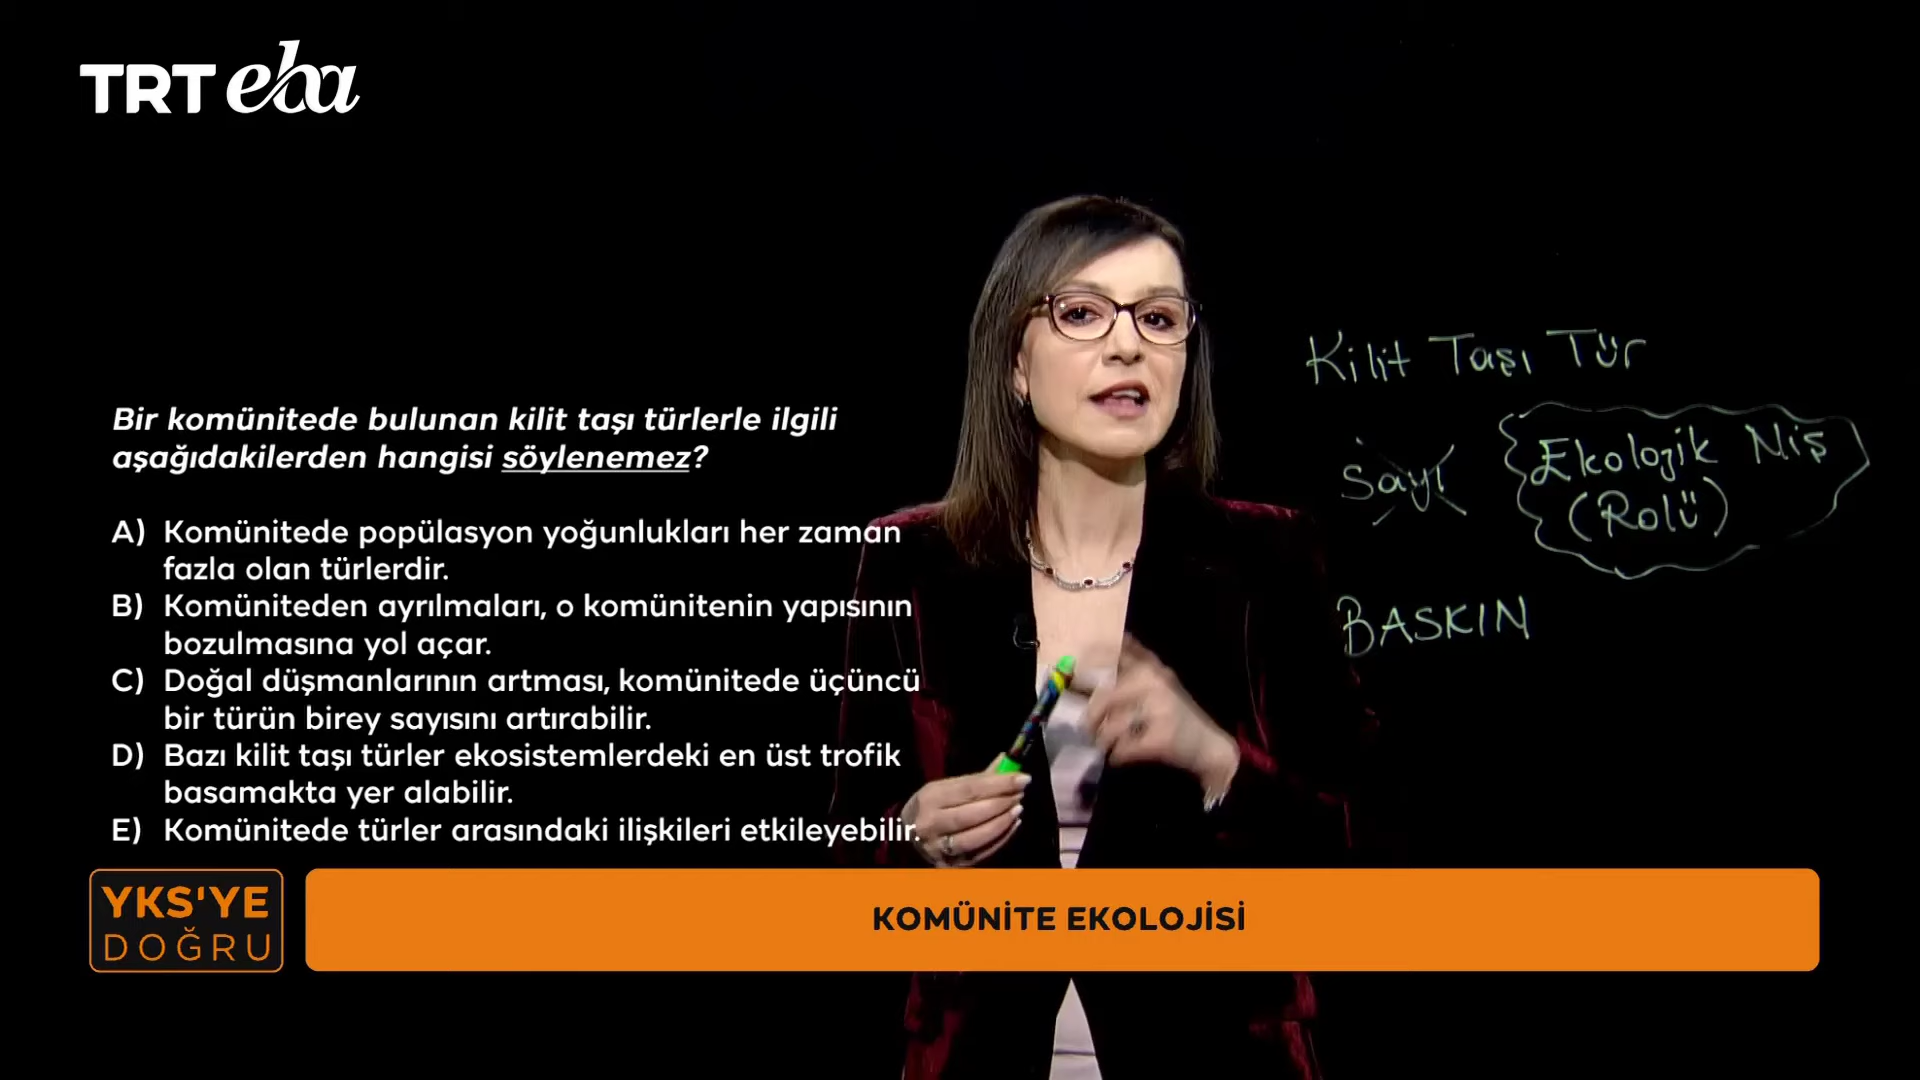 TRT eba
Bir komünitede bulunan kilit taşı türlerle ilgili
aşağıdakilerden hangisi söylenemez?
A) Komünitede popülasyon yoğunlukları her zaman
fazla olan türlerdir.
B) Komüniteden ayrılmaları, o komünitenin yapısının
bozulmasına yol açar.
C) Doğal düşmanlarının artması, komünitede üçüncü
bir türün birey sayısını artırabilir.
D) Bazı kilit taşı türler ekosistemlerdeki en üst trofik
basamakta yer alabilir.
E) Komünitede türler arasındaki ilişkileri etkileyebilir.
Kilit Taşı Tür
Sayı
Ekolojik Niş
(Rolü)
BASKIN
YKS'YE
DOĞRU
KOMÜNİTE EKOLOJİSİ